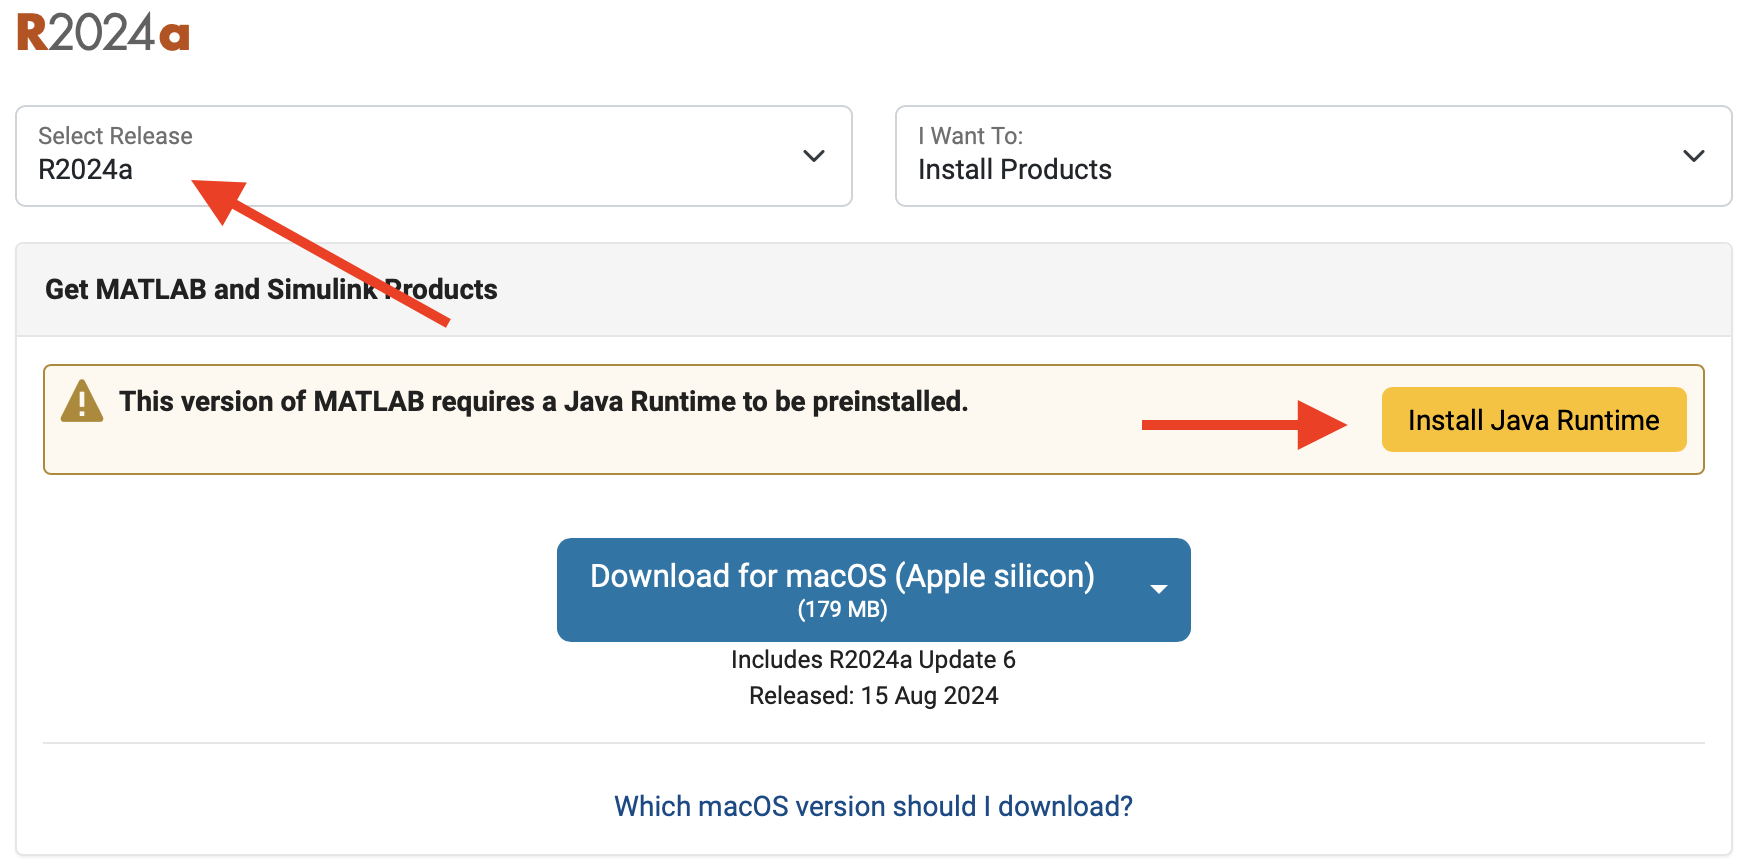 R2024a
Select Release
R2024a
I Want To:
Install Products
Get MATLAB and Simulink Products
This version of MATLAB requires a Java Runtime to be preinstalled.
Install Java Runtime
Download for macOS (Apple silicon)
(179 MB)
Includes R2024a Update 6
Released: 15 Aug 2024
Which macOS version should I download?